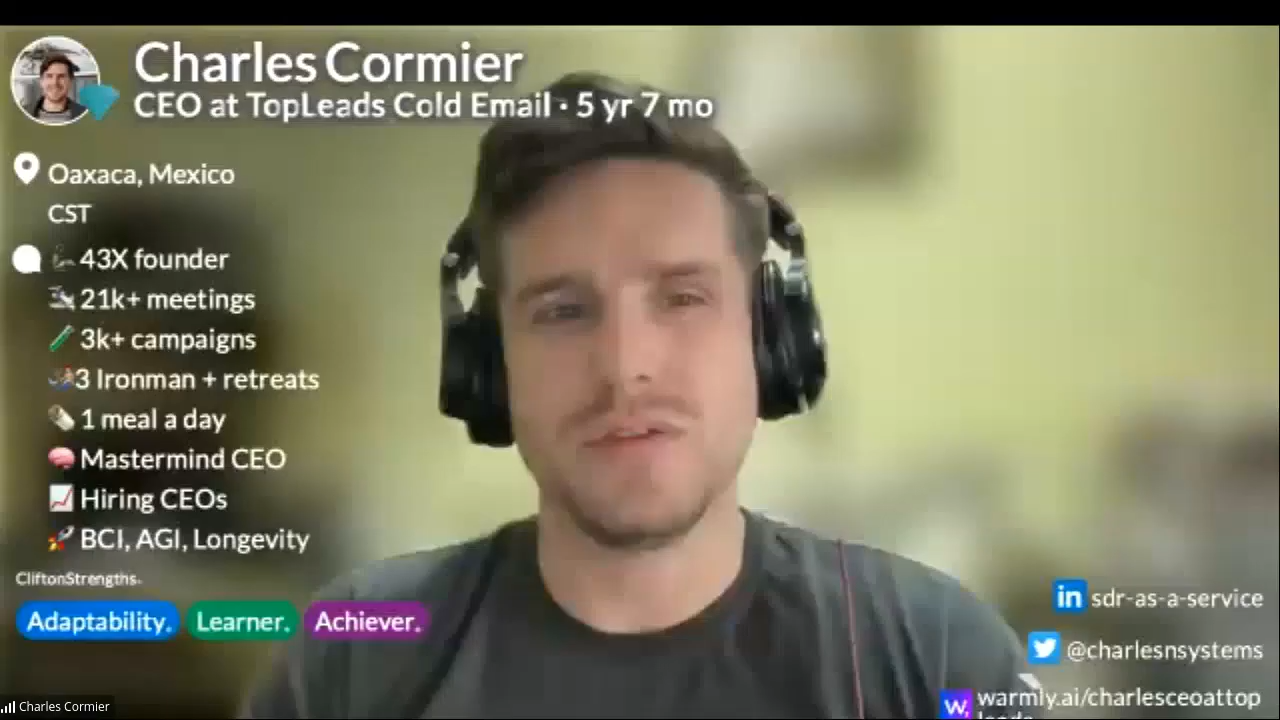 Charles Cormier
CEO at TopLeads Cold Email · 5 yr 7 mo
Oaxaca, Mexico
CST
43X founder
21k+ meetings
3k+ campaigns
3 Ironman + retreats
1 meal a day
Mastermind CEO
Hiring CEOs
BCI, AGI, Longevity
CliftonStrengths.
Adaptability. Learner. Achiever.
in sdr-as-a-service
@charlesnsystems
W, warmly.ai/charlesceoattop
leads
Charles Cormier